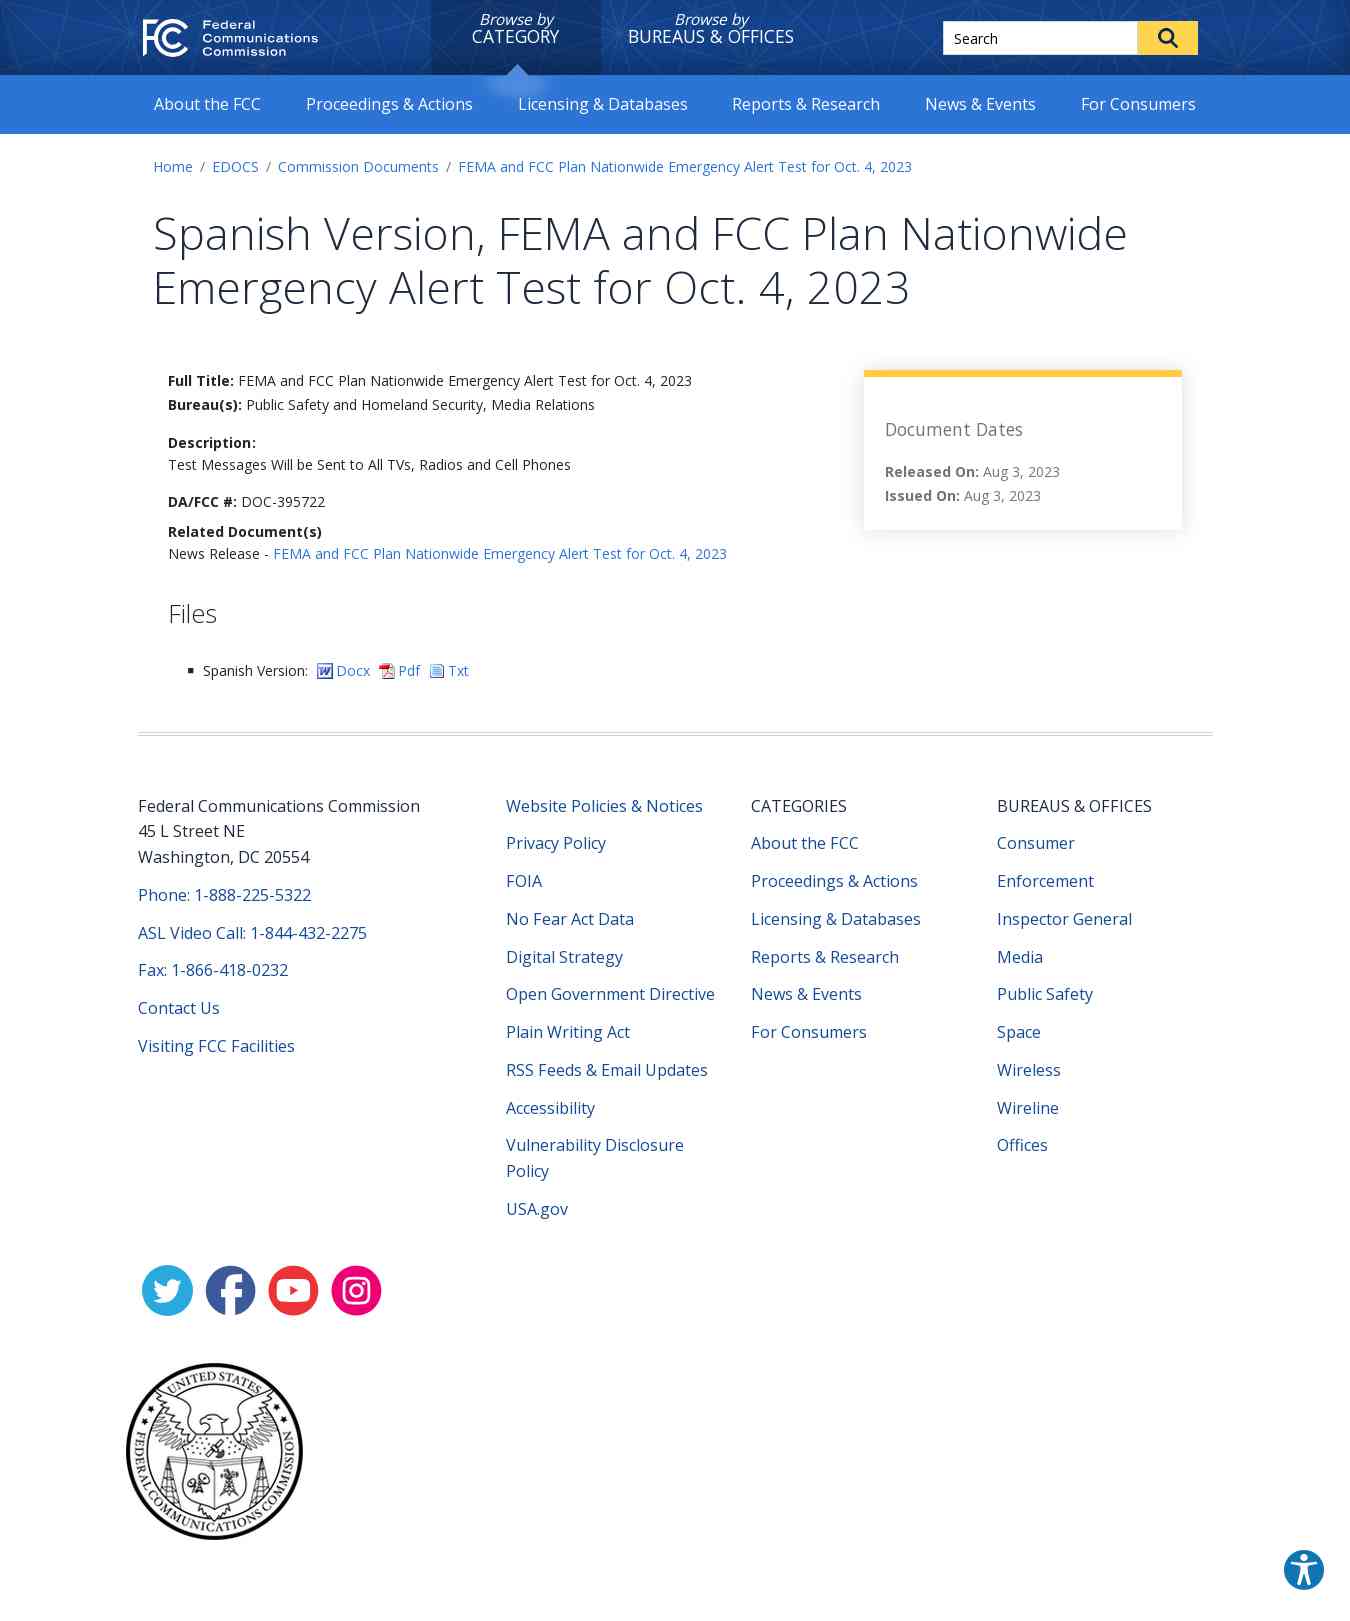 Federal
Communications
Commission
Browse by
CATEGORY
Browse by
BUREAUS & OFFICES
Search
About the FCC
Proceedings & Actions
Licensing & Databases
Reports & Research
News & Events
For Consumers
Home / EDOCS / Commission Documents / FEMA and FCC Plan Nationwide Emergency Alert Test for Oct. 4, 2023
Spanish Version, FEMA and FCC Plan Nationwide
Emergency Alert Test for Oct. 4, 2023
Full Title: FEMA and FCC Plan Nationwide Emergency Alert Test for Oct. 4, 2023
Bureau(s): Public Safety and Homeland Security, Media Relations
Description:
Test Messages Will be Sent to All TVs, Radios and Cell Phones
DA/FCC #: DOC-395722
Related Document(s)
News Release - FEMA and FCC Plan Nationwide Emergency Alert Test for Oct. 4, 2023
Document Dates
Released On: Aug 3, 2023
Issued On: Aug 3, 2023
Files
Spanish Version: Docx Pdf Txt
Federal Communications Commission
45 L Street NE
Washington, DC 20554
Phone: 1-888-225-5322
ASL Video Call: 1-844-432-2275
Fax: 1-866-418-0232
Contact Us
Visiting FCC Facilities
Website Policies & Notices
Privacy Policy
FOIA
No Fear Act Data
Digital Strategy
Open Government Directive
Plain Writing Act
RSS Feeds & Email Updates
Accessibility
Vulnerability Disclosure
Policy
USA.gov
CATEGORIES
About the FCC
Proceedings & Actions
Licensing & Databases
Reports & Research
News & Events
For Consumers
BUREAUS & OFFICES
Consumer
Enforcement
Inspector General
Media
Public Safety
Space
Wireless
Wireline
Offices
UNITED STATES
FEDERAL COMMUNICATIONS COMMISSION